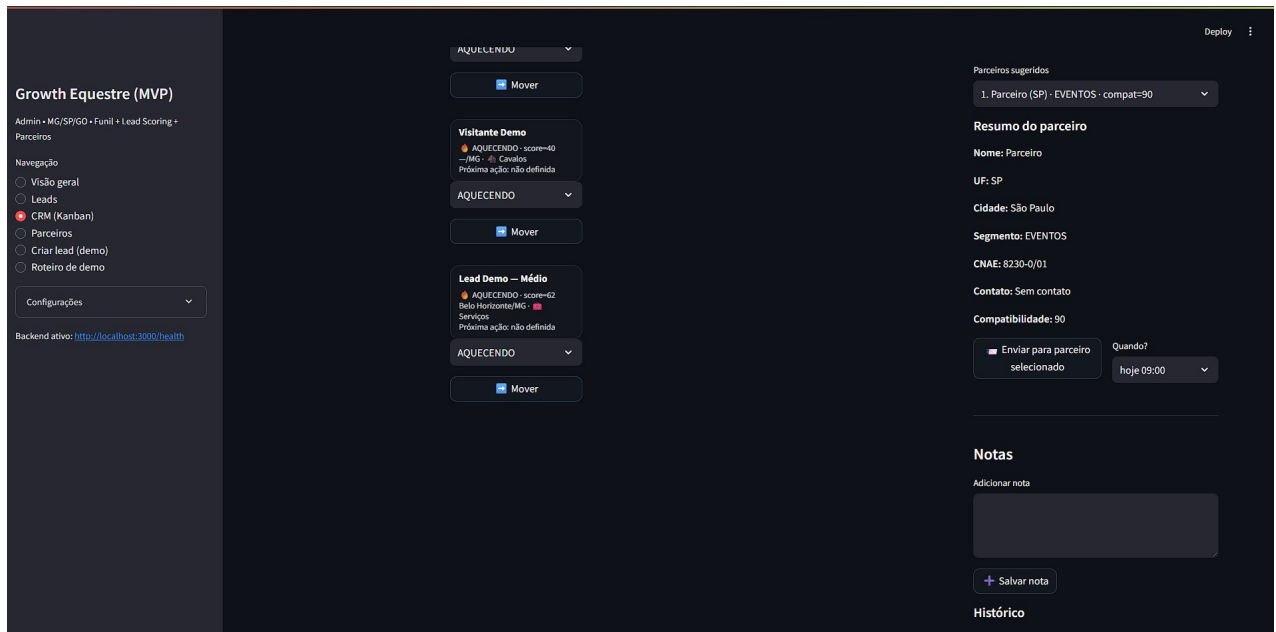 Deploy
Growth Equestre (MVP)
Admin • MG/SP/GO • Funil + Lead Scoring +
Parceiros
Navegação
Visão geral
Leads
CRM (Kanban)
Parceiros
Criar lead (demo)
Roteiro de demo
Configurações
Backend ativo: http://localhost:3000/health
AQUECENDO
Mover
Visitante Demo
AQUECENDO · score=40
—/MG · Cavalos
Próxima ação: não definida
AQUECENDO
Mover
Lead Demo — Médio
AQUECENDO · score=62
Belo Horizonte/MG ·
Serviços
Próxima ação: não definida
AQUECENDO
Mover
Parceiros sugeridos
1. Parceiro (SP) · EVENTOS · compat=90
Resumo do parceiro
Nome: Parceiro
UF: SP
Cidade: São Paulo
Segmento: EVENTOS
CNAE: 8230-0/01
Contato: Sem contato
Compatibilidade: 90
Enviar para parceiro
selecionado
Quando?
hoje 09:00
Notas
Adicionar nota
Salvar nota
Histórico